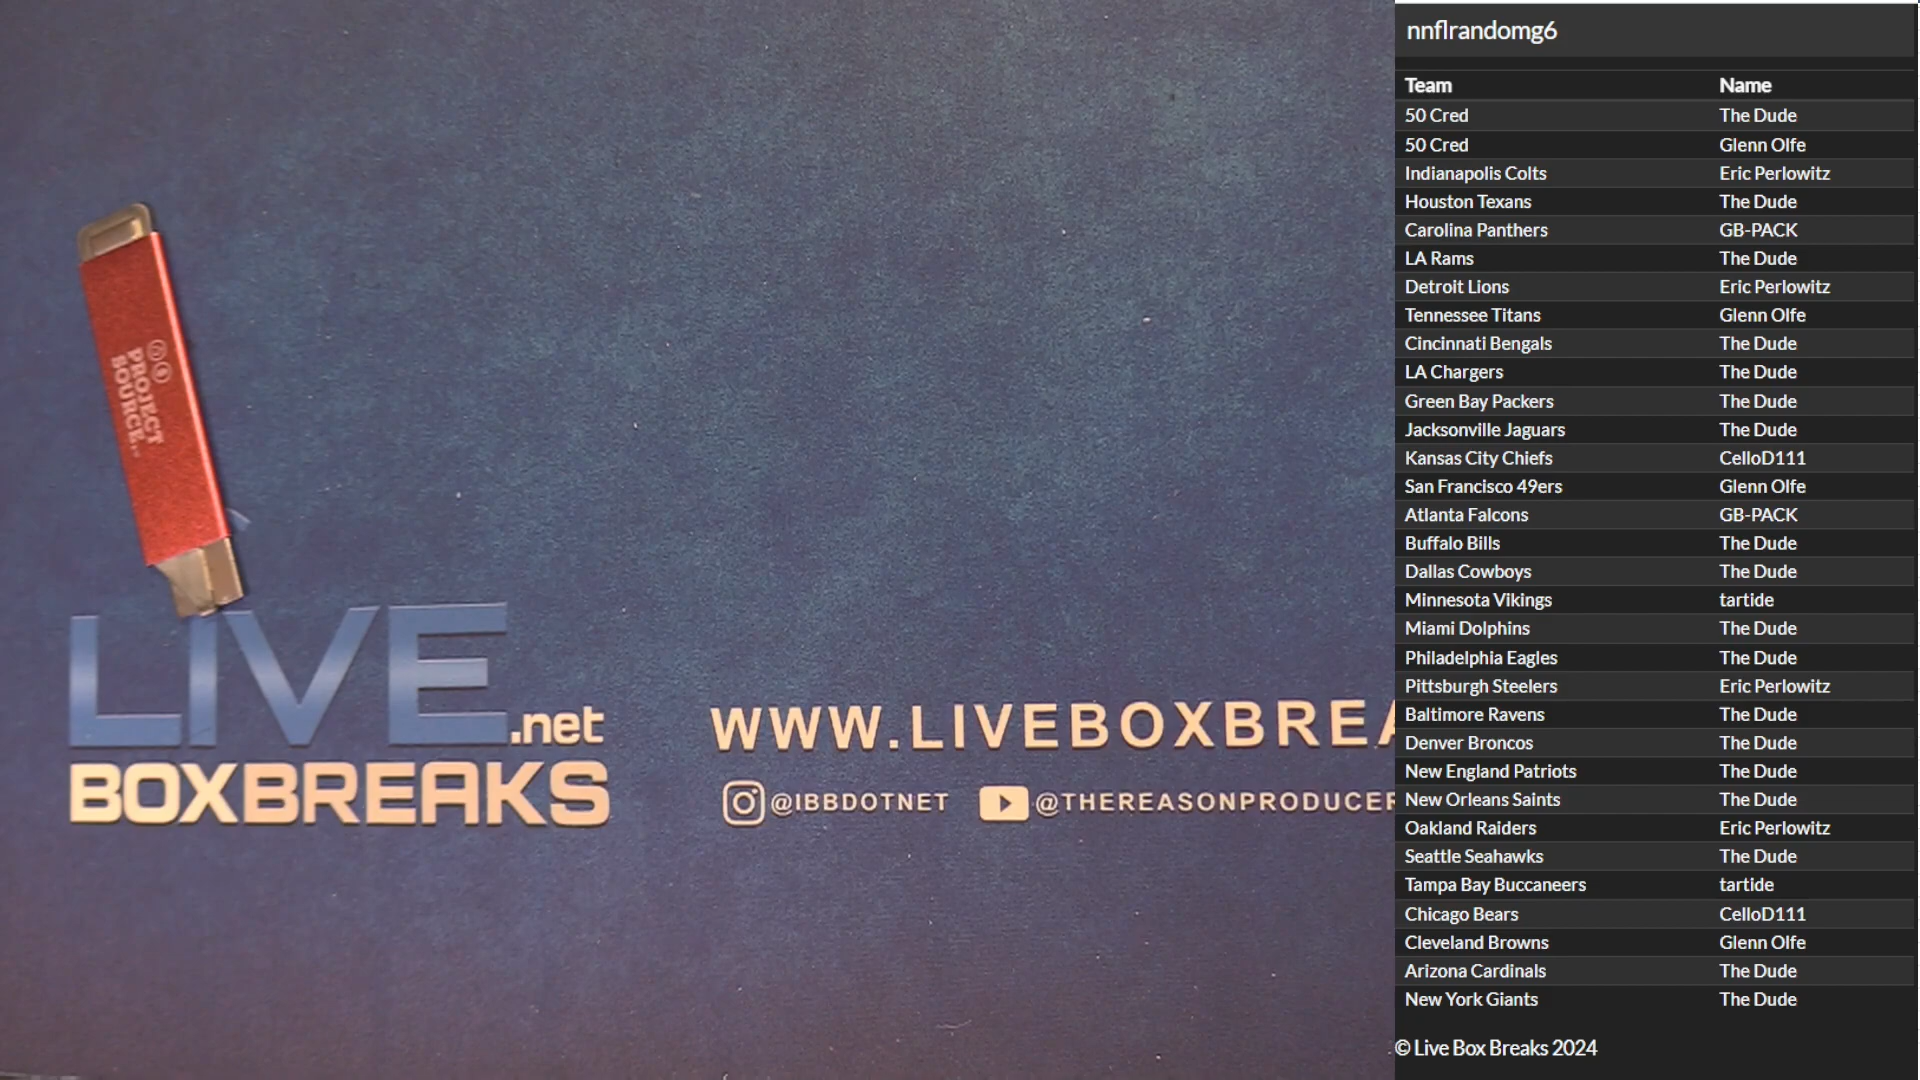 nnflrandomg6
Team Name
50 Cred The Dude
50 Cred Glenn Olfe
Indianapolis Colts Eric Perlowitz
Houston Texans The Dude
Carolina Panthers GB-PACK
LA Rams The Dude
Detroit Lions Eric Perlowitz
Tennessee Titans Glenn Olfe
Cincinnati Bengals The Dude
LA Chargers The Dude
Green Bay Packers The Dude
Jacksonville Jaguars The Dude
Kansas City Chiefs CelloD111
San Francisco 49ers Glenn Olfe
Atlanta Falcons GB-PACK
Buffalo Bills The Dude
Dallas Cowboys The Dude
Minnesota Vikings tartide
Miami Dolphins The Dude
Philadelphia Eagles The Dude
Pittsburgh Steelers Eric Perlowitz
Baltimore Ravens The Dude
Denver Broncos The Dude
New England Patriots The Dude
New Orleans Saints The Dude
Oakland Raiders Eric Perlowitz
Seattle Seahawks The Dude
Tampa Bay Buccaneers tartide
Chicago Bears CelloD111
Cleveland Browns Glenn Olfe
Arizona Cardinals The Dude
New York Giants The Dude
© Live Box Breaks 2024
PROJECT
SOURCE
LIVE.net
BOXBREAKS
WWW.LIVEBOXBREA
@IBBDOTNET @THEREASONPRODUCER